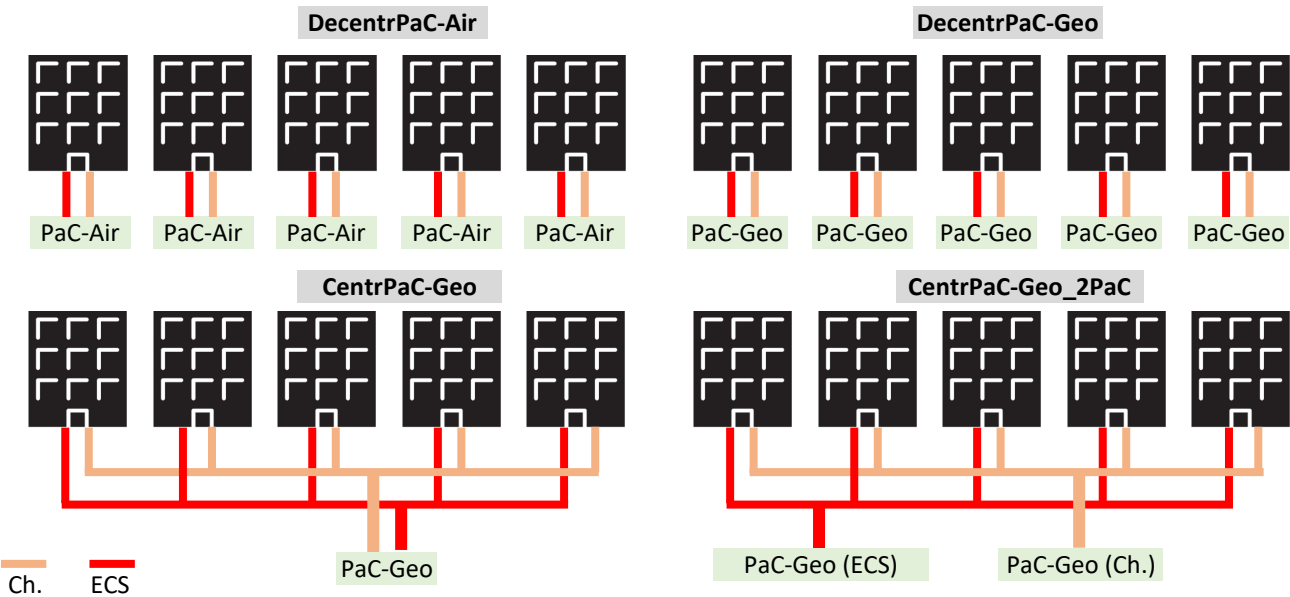 DecentrPaC-Air
PaC-Air PaC-Air PaC-Air PaC-Air PaC-Air
DecentrPaC-Geo
PaC-Geo PaC-Geo PaC-Geo PaC-Geo PaC-Geo
CentrPaC-Geo
PaC-Geo
CentrPaC-Geo_2PaC
PaC-Geo (ECS) PaC-Geo (Ch.)
Ch. ECS